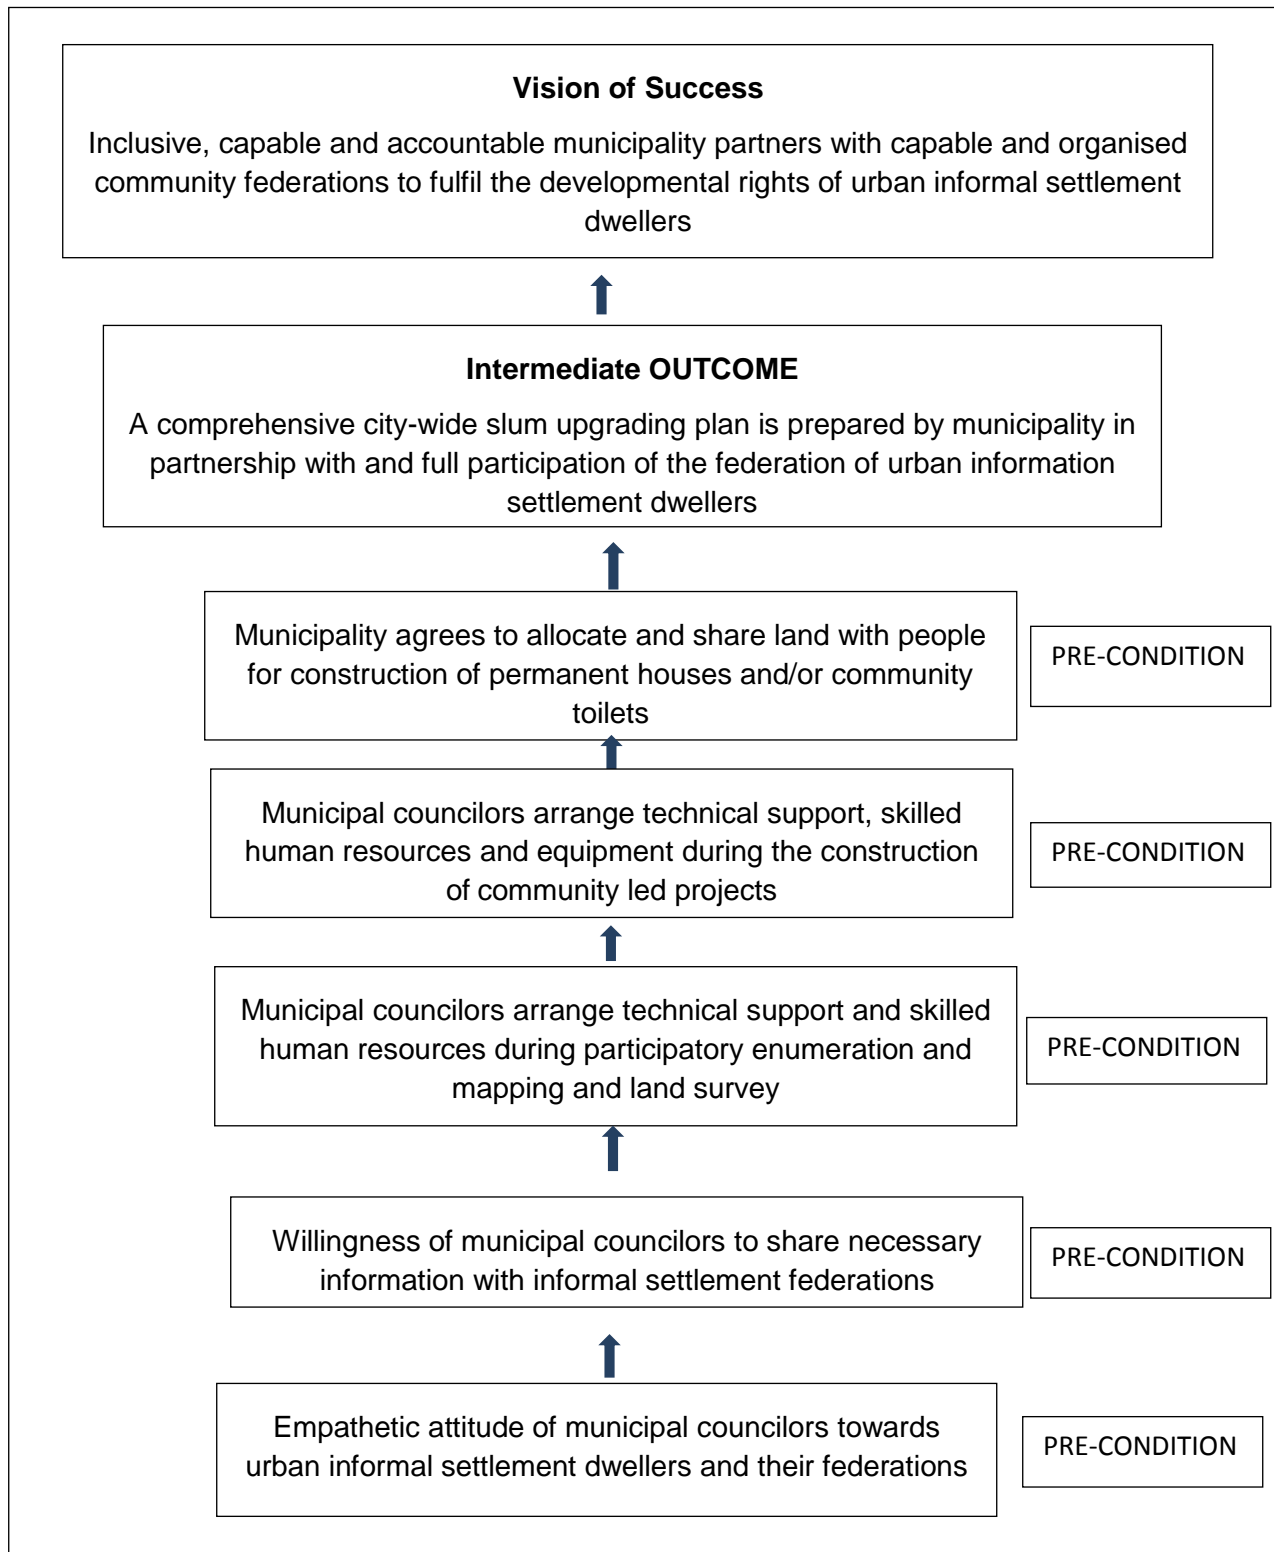 Vision of Success
Inclusive, capable and accountable municipality partners with capable and organised
community federations to fulfil the developmental rights of urban informal settlement
dwellers
Intermediate OUTCOME
A comprehensive city-wide slum upgrading plan is prepared by municipality in
partnership with and full participation of the federation of urban information
settlement dwellers
Municipality agrees to allocate and share land with people
for construction of permanent houses and/or community
toilets
PRE-CONDITION
Municipal councilors arrange technical support, skilled
human resources and equipment during the construction
of community led projects
PRE-CONDITION
Municipal councilors arrange technical support and skilled
human resources during participatory enumeration and
mapping and land survey
PRE-CONDITION
Willingness of municipal councilors to share necessary
information with informal settlement federations
PRE-CONDITION
Empathetic attitude of municipal councilors towards
urban informal settlement dwellers and their federations
PRE-CONDITION